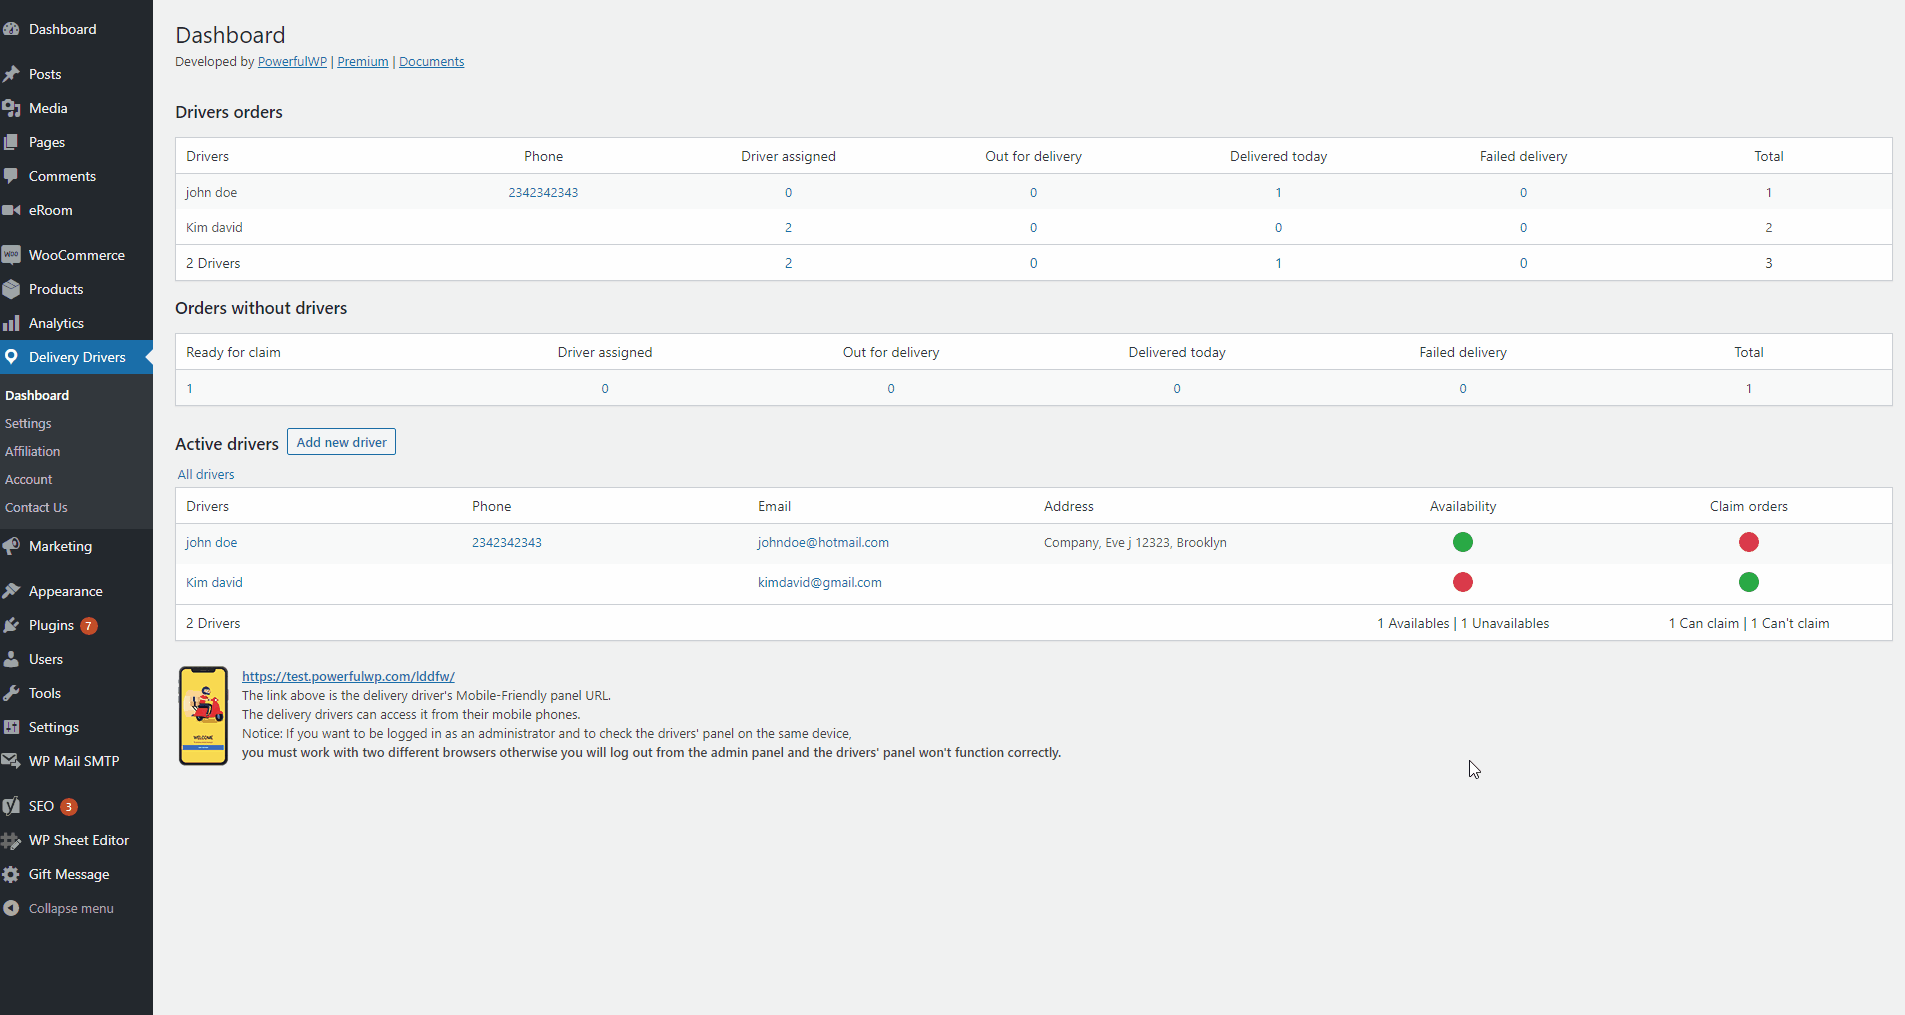 Dashboard
Posts
Media
Pages
Comments
eRoom
WooCommerce
Products
Analytics
Delivery Drivers
Dashboard
Settings
Affiliation
Account
Contact Us
Marketing
Appearance
Plugins 7
Users
Tools
Settings
WP Mail SMTP
SEO 3
WP Sheet Editor
Gift Message
Collapse menu
Dashboard
Developed by PowerfulWP | Premium | Documents
Drivers orders
Drivers Phone Driver assigned Out for delivery Delivered today Failed delivery Total
john doe 2342342343 0 0 1 0 1
Kim david 2 0 0 0 2
2 Drivers 2 0 1 0 3
Orders without drivers
Ready for claim Driver assigned Out for delivery Delivered today Failed delivery Total
1 0 0 0 0 1
Active drivers Add new driver
All drivers
Drivers Phone Email Address Availability Claim orders
john doe 2342342343 johndoe@hotmail.com Company, Eve j 12323, Brooklyn
Kim david kimdavid@gmail.com
2 Drivers 1 Availables | 1 Unavailables 1 Can claim | 1 Can't claim
WELCOME
https://test.powerfulwp.com/lddfw/
The link above is the delivery driver's Mobile-Friendly panel URL.
The delivery drivers can access it from their mobile phones.
Notice: If you want to be logged in as an administrator and to check the drivers' panel on the same device,
you must work with two different browsers otherwise you will log out from the admin panel and the drivers' panel won't function correctly.